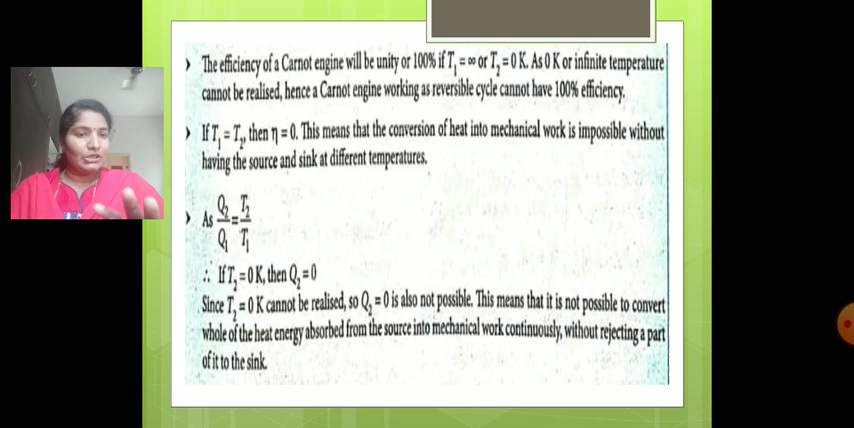 › The efficiency of a Carnot engine will be unity or 100% if T₁ = ∞ or T₂ = 0 K. As 0 K or infinite temperature
cannot be realised, hence a Carnot engine working as reversible cycle cannot have 100% efficiency.
› If T₁ = T₂, then η = 0. This means that the conversion of heat into mechanical work is impossible without
having the source and sink at different temperatures.
› As Q₂/Q₁ = T₂/T₁
∴ If T₂ = 0 K, then Q₂ = 0
Since T₂ = 0 K cannot be realised, so Q₂ = 0 is also not possible. This means that it is not possible to convert
whole of the heat energy absorbed from the source into mechanical work continuously, without rejecting a part
of it to the sink.